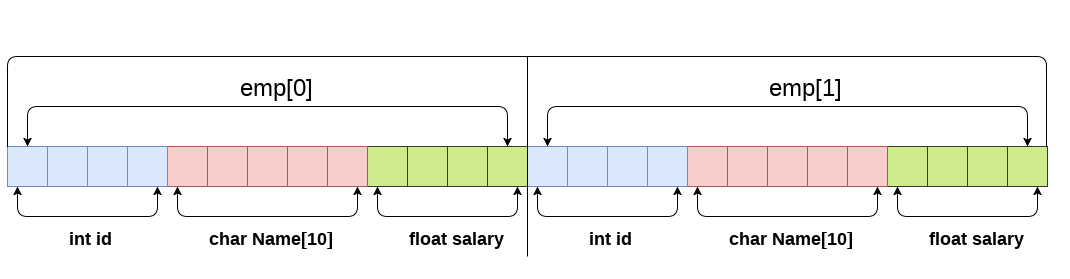 emp[0] emp[1]
int id char Name[10] float salary int id char Name[10] float salary